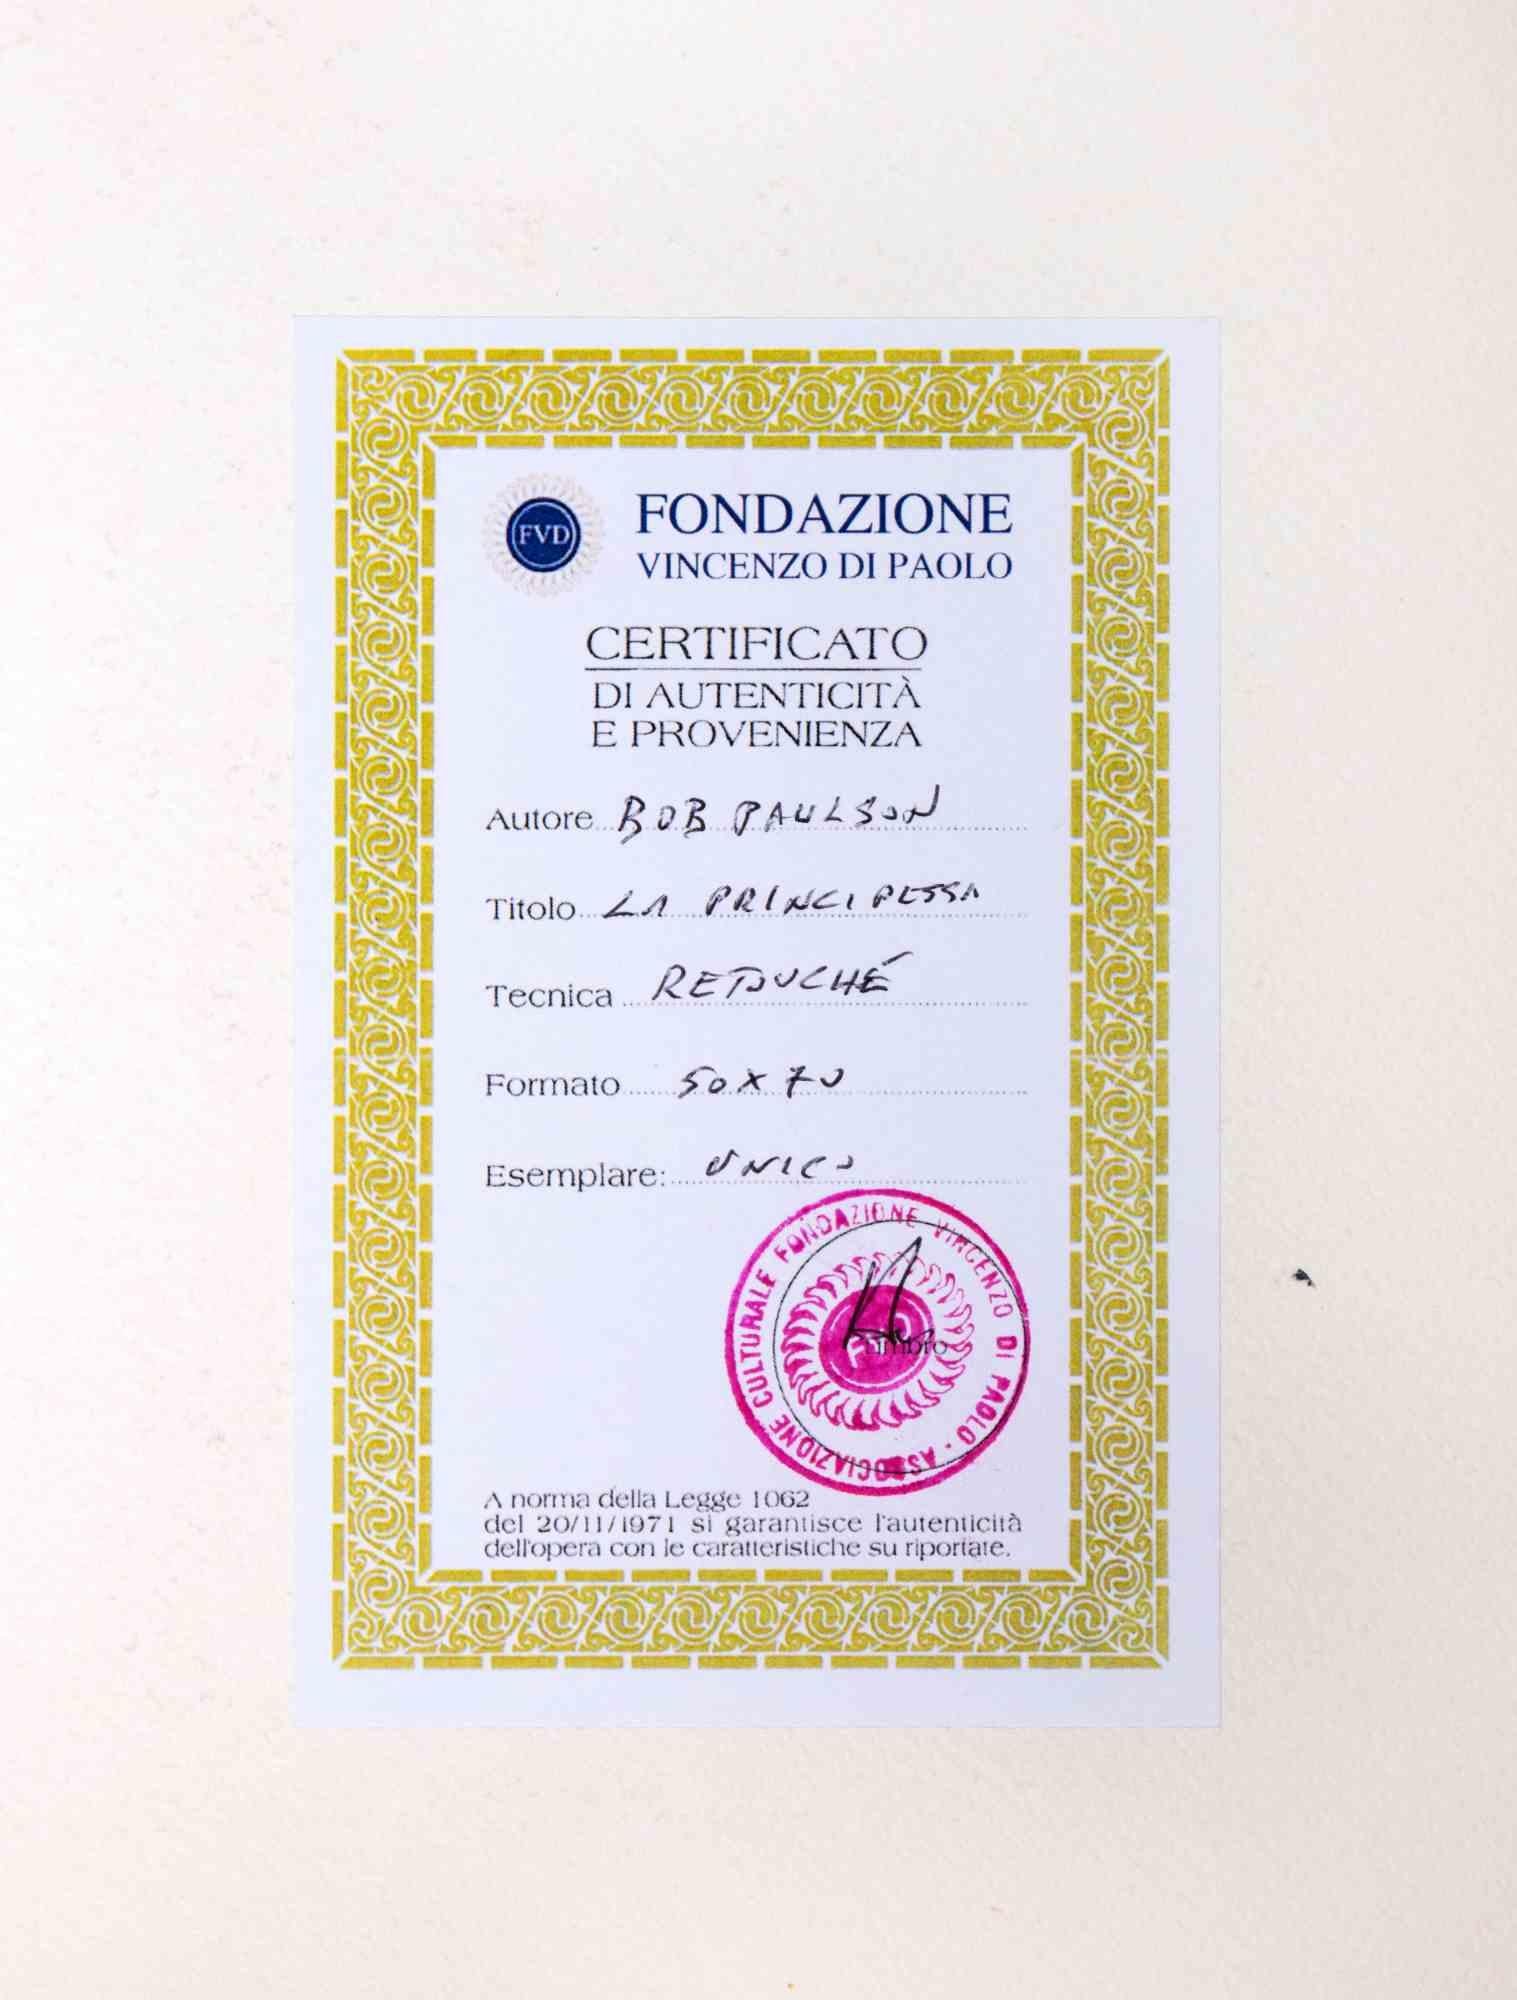 FVD
FONDAZIONE
VINCENZO DI PAOLO
CERTIFICATO
DI AUTENTICITÀ
E PROVENIENZA
Autore BOB PAULSON
Titolo LA PRINCIPESSA
Tecnica RETOUCHÉ
Formato 50 x 70
Esemplare: UNICO
ASSOCIAZIONE CULTURALE FONDAZIONE VINCENZO DI PAOLO ·
Timbro
A norma della Legge 1062
del 20/11/1971 si garantisce l'autenticità
dell'opera con le caratteristiche su riportate.